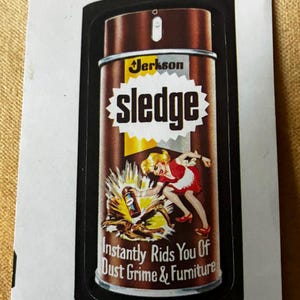 Jerkson
sledge
Instantly Rids You Of
Dust Grime & Furniture